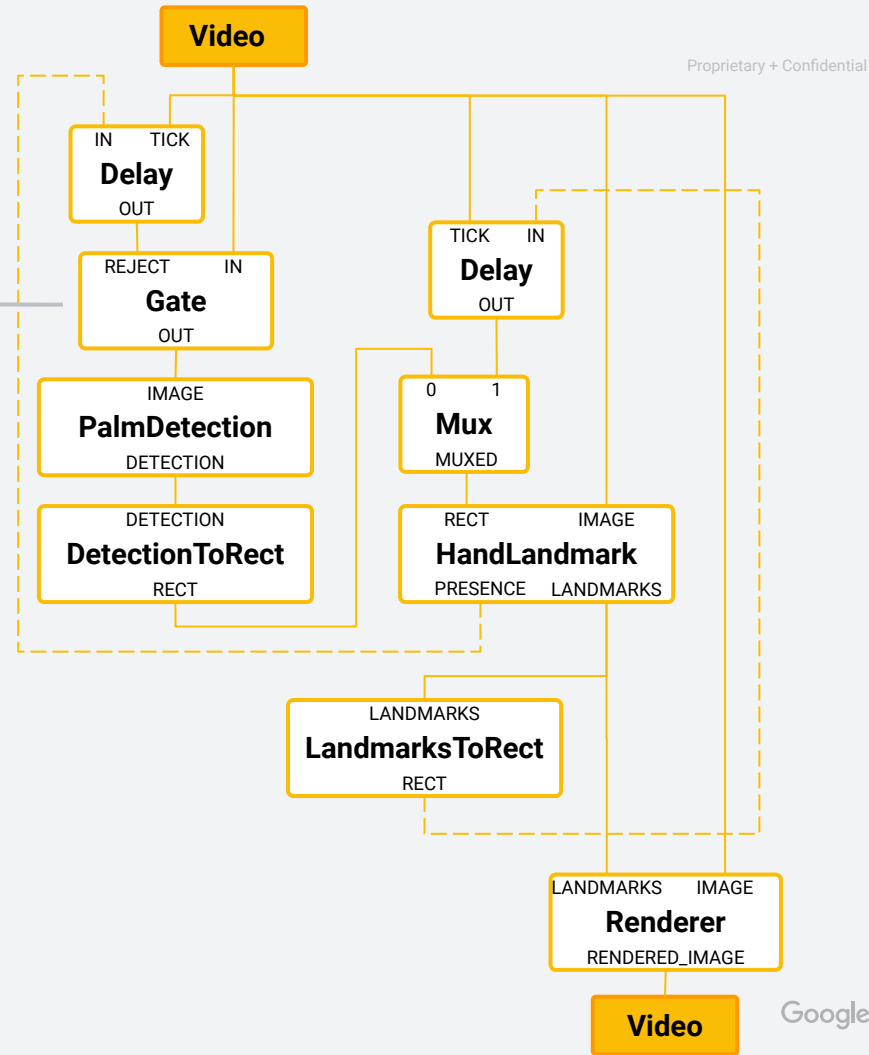 Video
Proprietary + Confidential
IN TICK
Delay
OUT
TICK IN
Delay
OUT
REJECT IN
Gate
OUT
IMAGE
PalmDetection
DETECTION
0 1
Mux
MUXED
DETECTION
DetectionToRect
RECT
RECT IMAGE
HandLandmark
PRESENCE LANDMARKS
LANDMARKS
LandmarksToRect
RECT
LANDMARKS IMAGE
Renderer
RENDERED_IMAGE
Video
Google